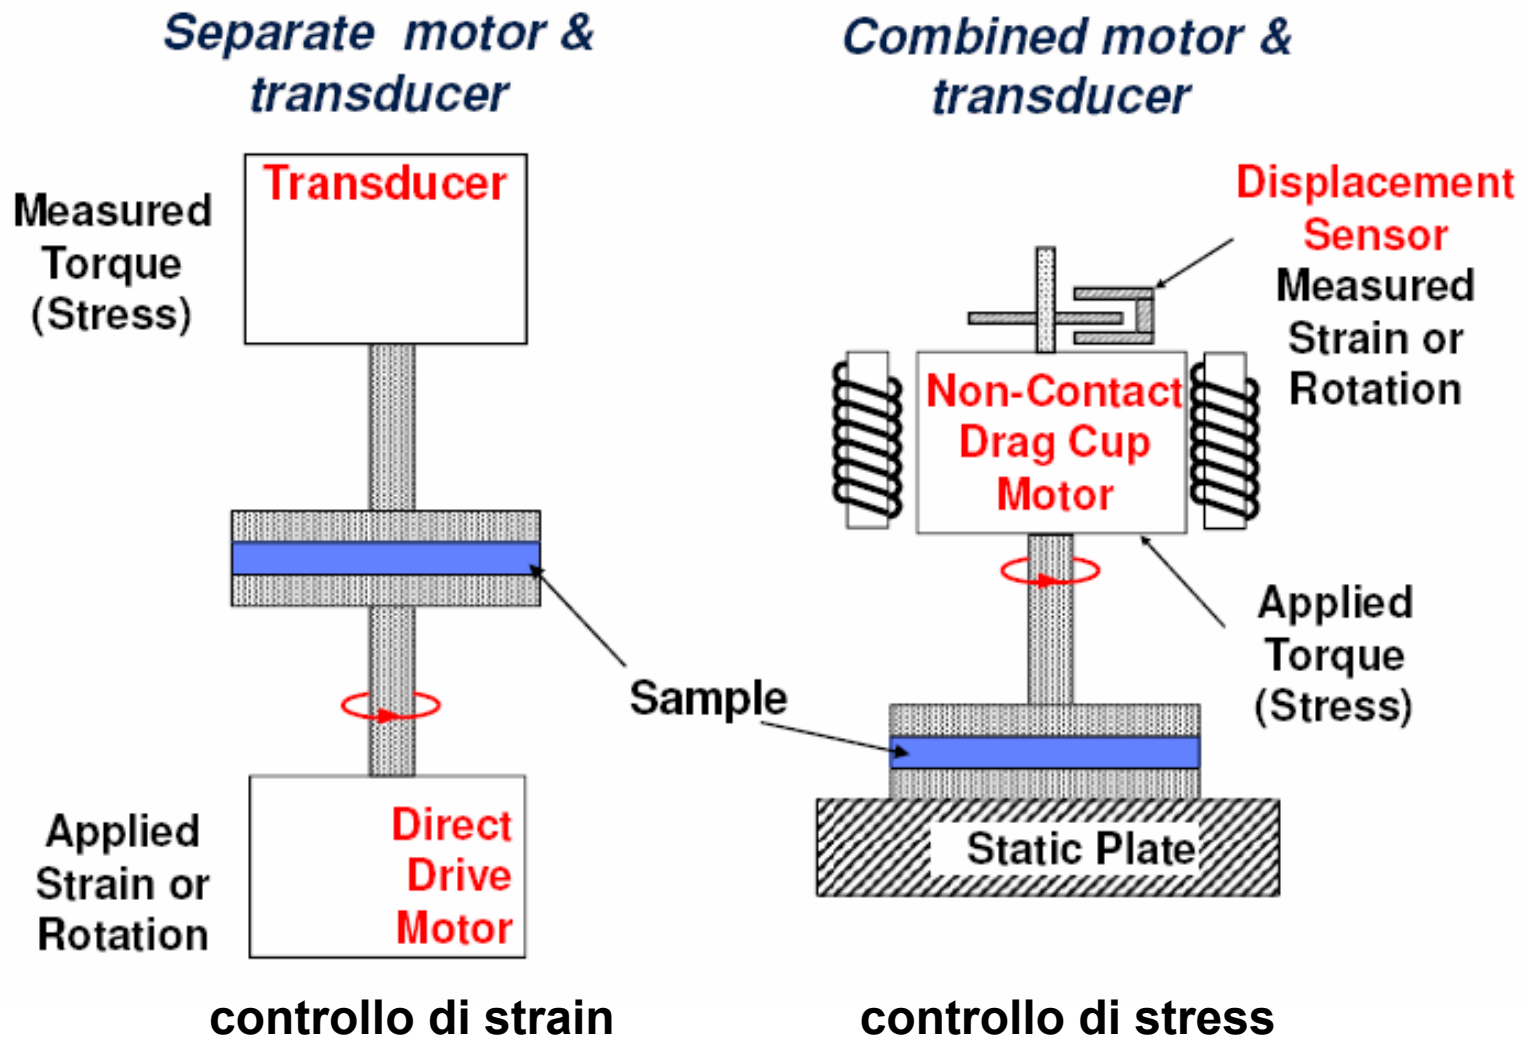 Separate motor &
transducer
Transducer
Measured
Torque
(Stress)
Sample
Applied
Strain or
Rotation
Direct
Drive
Motor
controllo di strain
Combined motor &
transducer
Displacement
Sensor
Measured
Strain or
Rotation
Non-Contact
Drag Cup
Motor
Applied
Torque
(Stress)
Static Plate
controllo di stress